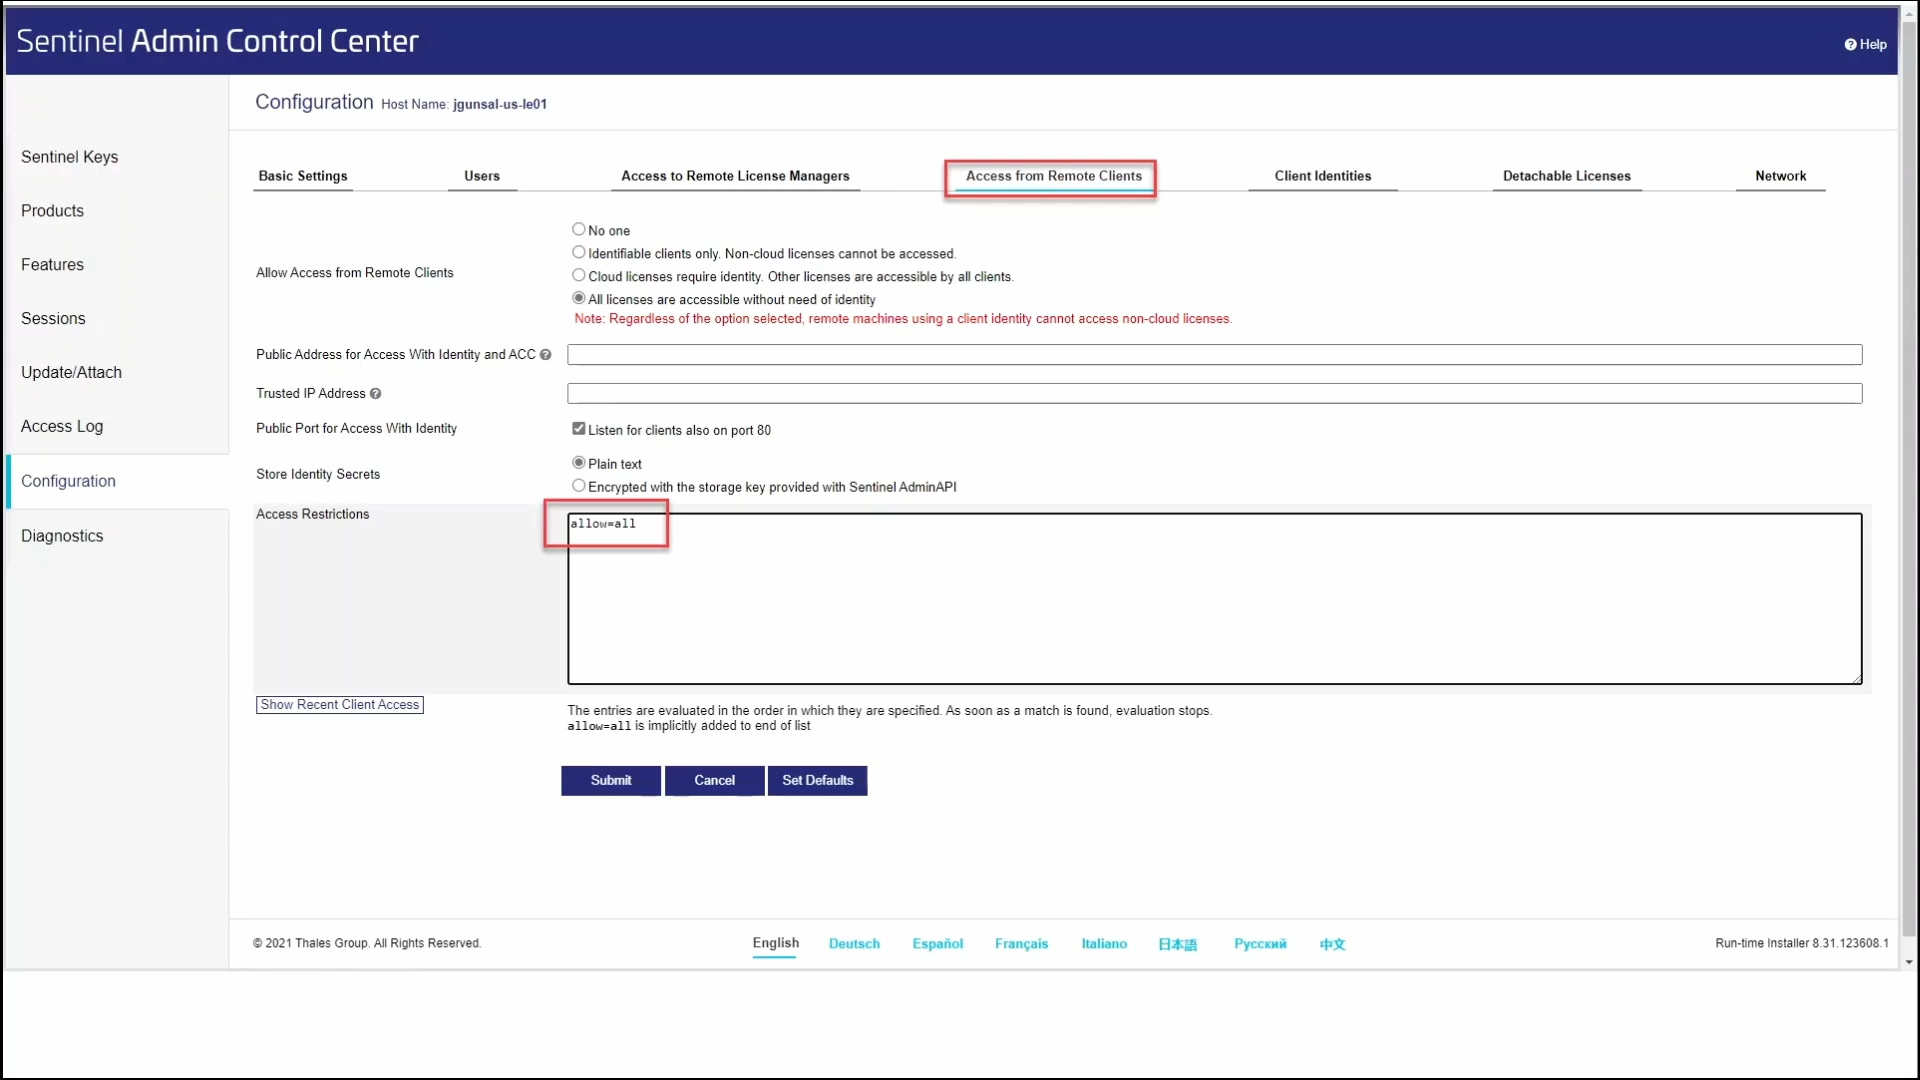 Sentinel Admin Control Center
Help
Configuration Host Name: jgunsal-us-le01
Sentinel Keys
Products
Features
Sessions
Update/Attach
Access Log
Configuration
Diagnostics
Basic Settings
Users
Access to Remote License Managers
Access from Remote Clients
Client Identities
Detachable Licenses
Network
Allow Access from Remote Clients
No one
Identifiable clients only. Non-cloud licenses cannot be accessed.
Cloud licenses require identity. Other licenses are accessible by all clients.
All licenses are accessible without need of identity
Note: Regardless of the option selected, remote machines using a client identity cannot access non-cloud licenses.
Public Address for Access With Identity and ACC
Trusted IP Address
Public Port for Access With Identity
Listen for clients also on port 80
Store Identity Secrets
Plain text
Encrypted with the storage key provided with Sentinel AdminAPI
Access Restrictions
allow=all
Show Recent Client Access
The entries are evaluated in the order in which they are specified. As soon as a match is found, evaluation stops.
allow=all is implicitly added to end of list
Submit
Cancel
Set Defaults
© 2021 Thales Group. All Rights Reserved.
English
Deutsch
Español
Français
Italiano
日本語
Русский
中文
Run-time Installer 8.31.123608.1